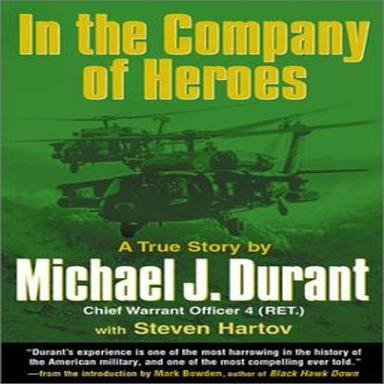 In the Company
of Heroes
A True Story by
Michael J. Durant
Chief Warrant Officer 4 (RET.)
with Steven Hartov
"Durant's experience is one of the most harrowing in the history of
the American military, and one of the most compelling ever told."
—from the introduction by Mark Bowden, author of Black Hawk Down